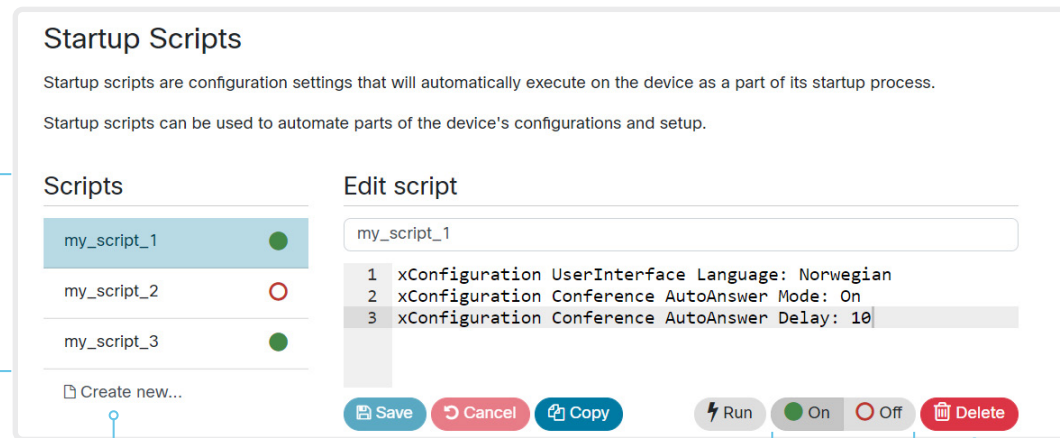 Startup Scripts
Startup scripts are configuration settings that will automatically execute on the device as a part of its startup process.
Startup scripts can be used to automate parts of the device's configurations and setup.
Scripts
my_script_1
my_script_2
my_script_3
Create new...
Edit script
my_script_1
1 xConfiguration UserInterface Language: Norwegian
2 xConfiguration Conference AutoAnswer Mode: On
3 xConfiguration Conference AutoAnswer Delay: 10
Save Cancel Copy Run On Off Delete